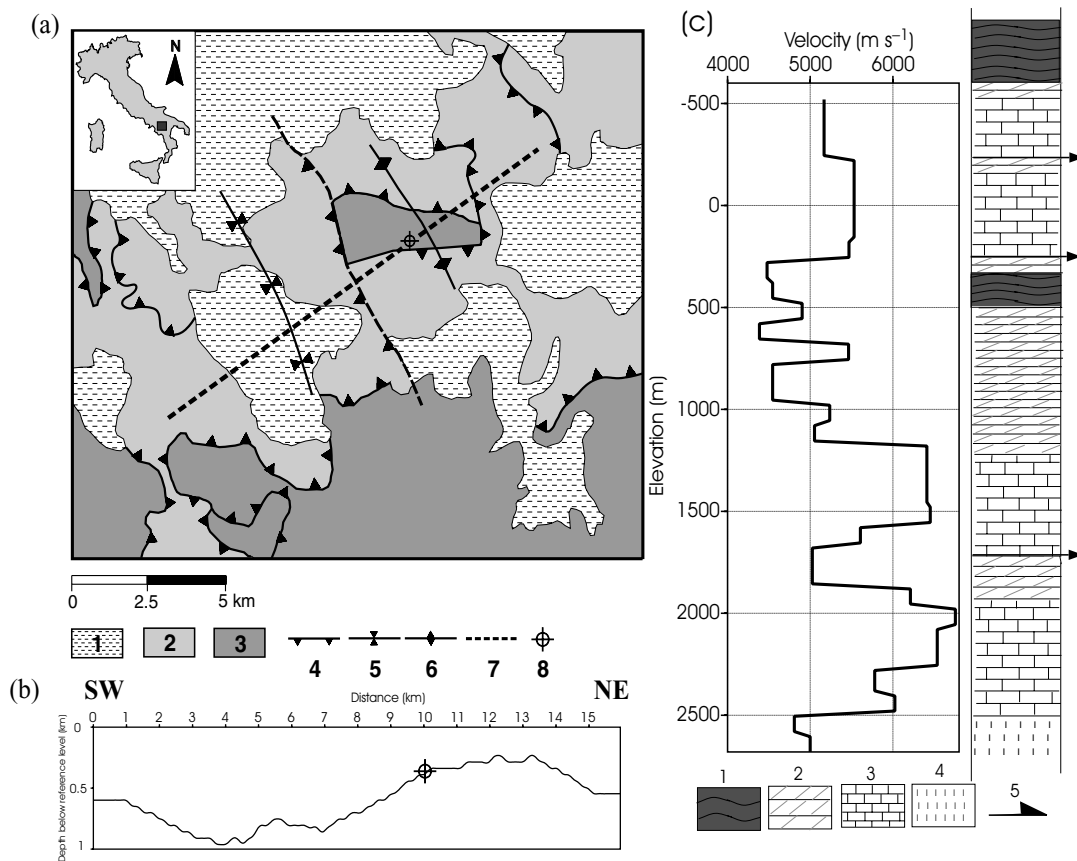 (a)
N
0 2.5 5 km
1 2 3 4 5 6 7 8
(b) SW NE
Distance (km)
0 1 2 3 4 5 6 7 8 9 10 11 12 13 14 15
Depth below reference level (km)
0
0.5
1
(c)
Velocity (m s⁻¹)
4000 5000 6000
Elevation (m)
-500
0
500
1000
1500
2000
2500
1 2 3 4 5